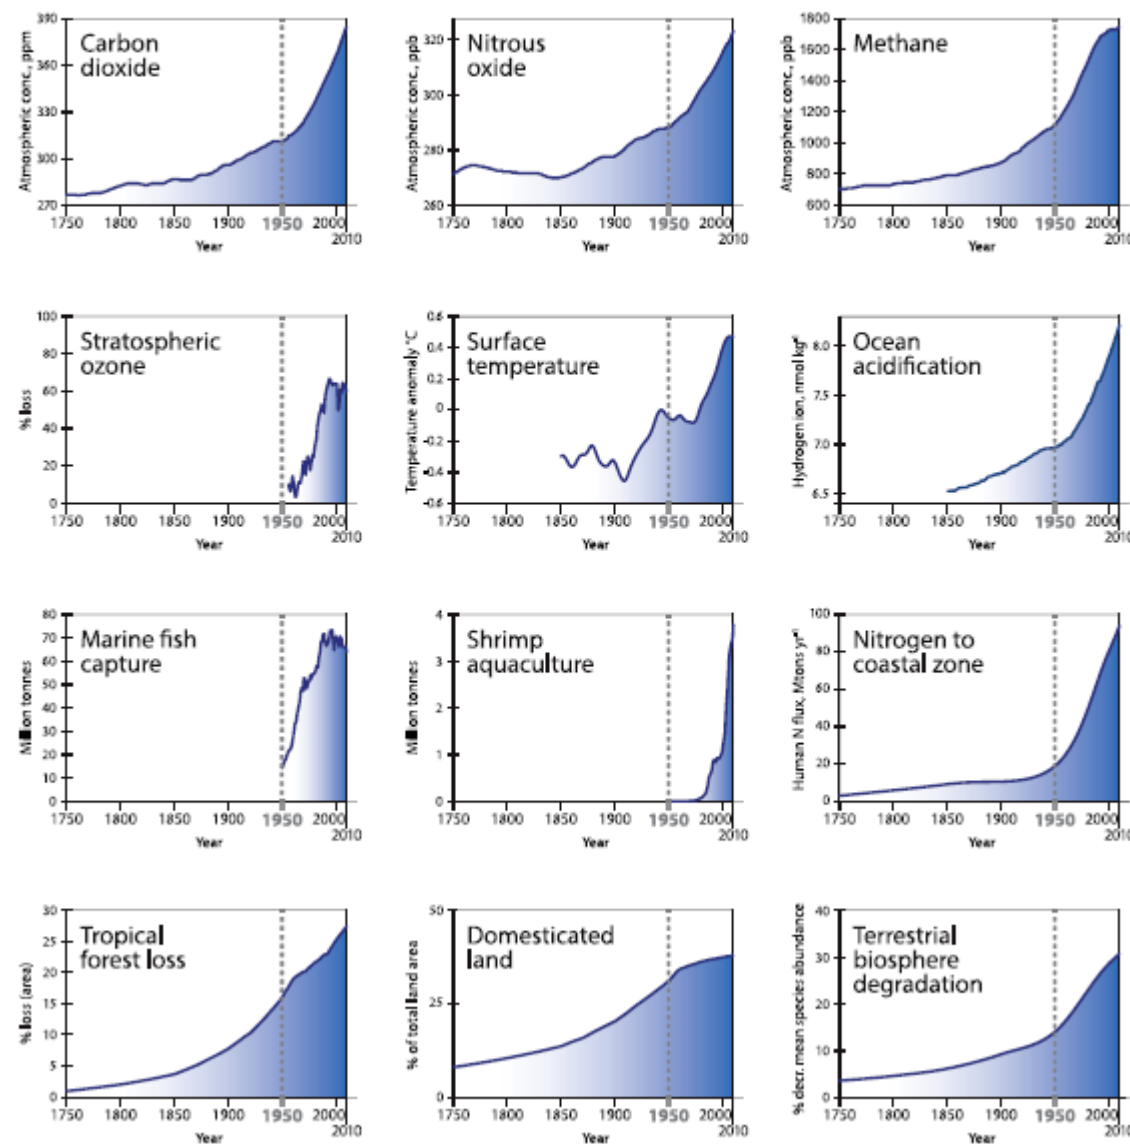 Carbon
dioxide
Atmospheric conc., ppm
390
360
330
300
270
1750 1800 1850 1900 1950 2000
2010
Year
Nitrous
oxide
Atmospheric conc., ppb
320
300
280
260
1750 1800 1850 1900 1950 2000
2010
Year
Methane
Atmospheric conc., ppb
1800
1600
1400
1200
1000
800
600
1750 1800 1850 1900 1950 2000
2010
Year
Stratospheric
ozone
% loss
100
80
60
40
20
0
1750 1800 1850 1900 1950 2000
2010
Year
Surface
temperature
Temperature anomaly °C
0.6
0.4
0.2
0
-0.2
-0.4
-0.6
1750 1800 1850 1900 1950 2000
2010
Year
Ocean
acidification
Hydrogen ion, nmol kg-1
8.0
7.5
7.0
6.5
1750 1800 1850 1900 1950 2000
2010
Year
Marine fish
capture
Million tonnes
80
70
60
50
40
30
20
10
0
1750 1800 1850 1900 1950 2000
2010
Year
Shrimp
aquaculture
Million tonnes
4
3
2
1
0
1750 1800 1850 1900 1950 2000
2010
Year
Nitrogen to
coastal zone
Human N flux, Mtons yr-1
100
80
60
40
20
0
1750 1800 1850 1900 1950 2000
2010
Year
Tropical
forest loss
% loss (area)
30
25
20
15
10
5
0
1750 1800 1850 1900 1950 2000
2010
Year
Domesticated
land
% of total land area
50
25
0
1750 1800 1850 1900 1950 2000
2010
Year
Terrestrial
biosphere
degradation
% decr. mean species abundance
40
30
20
10
0
1750 1800 1850 1900 1950 2000
2010
Year